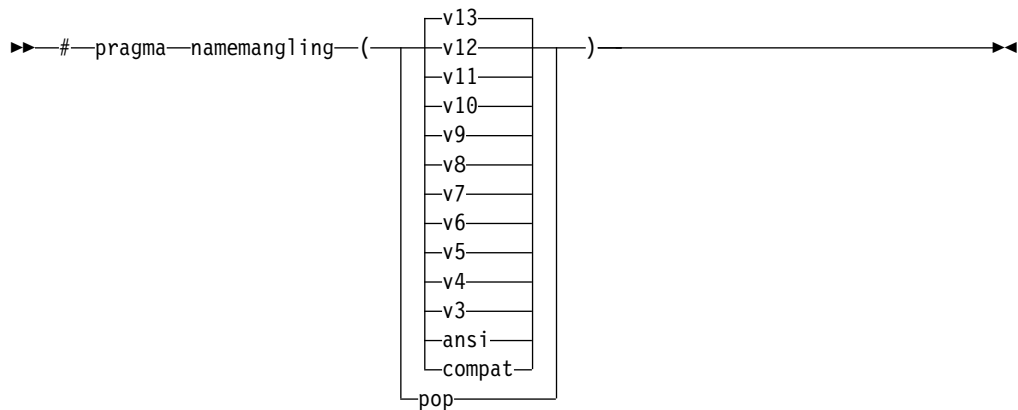 v13
# pragma namemangling ( v12 )
v11
v10
v9
v8
v7
v6
v5
v4
v3
ansi
compat
pop